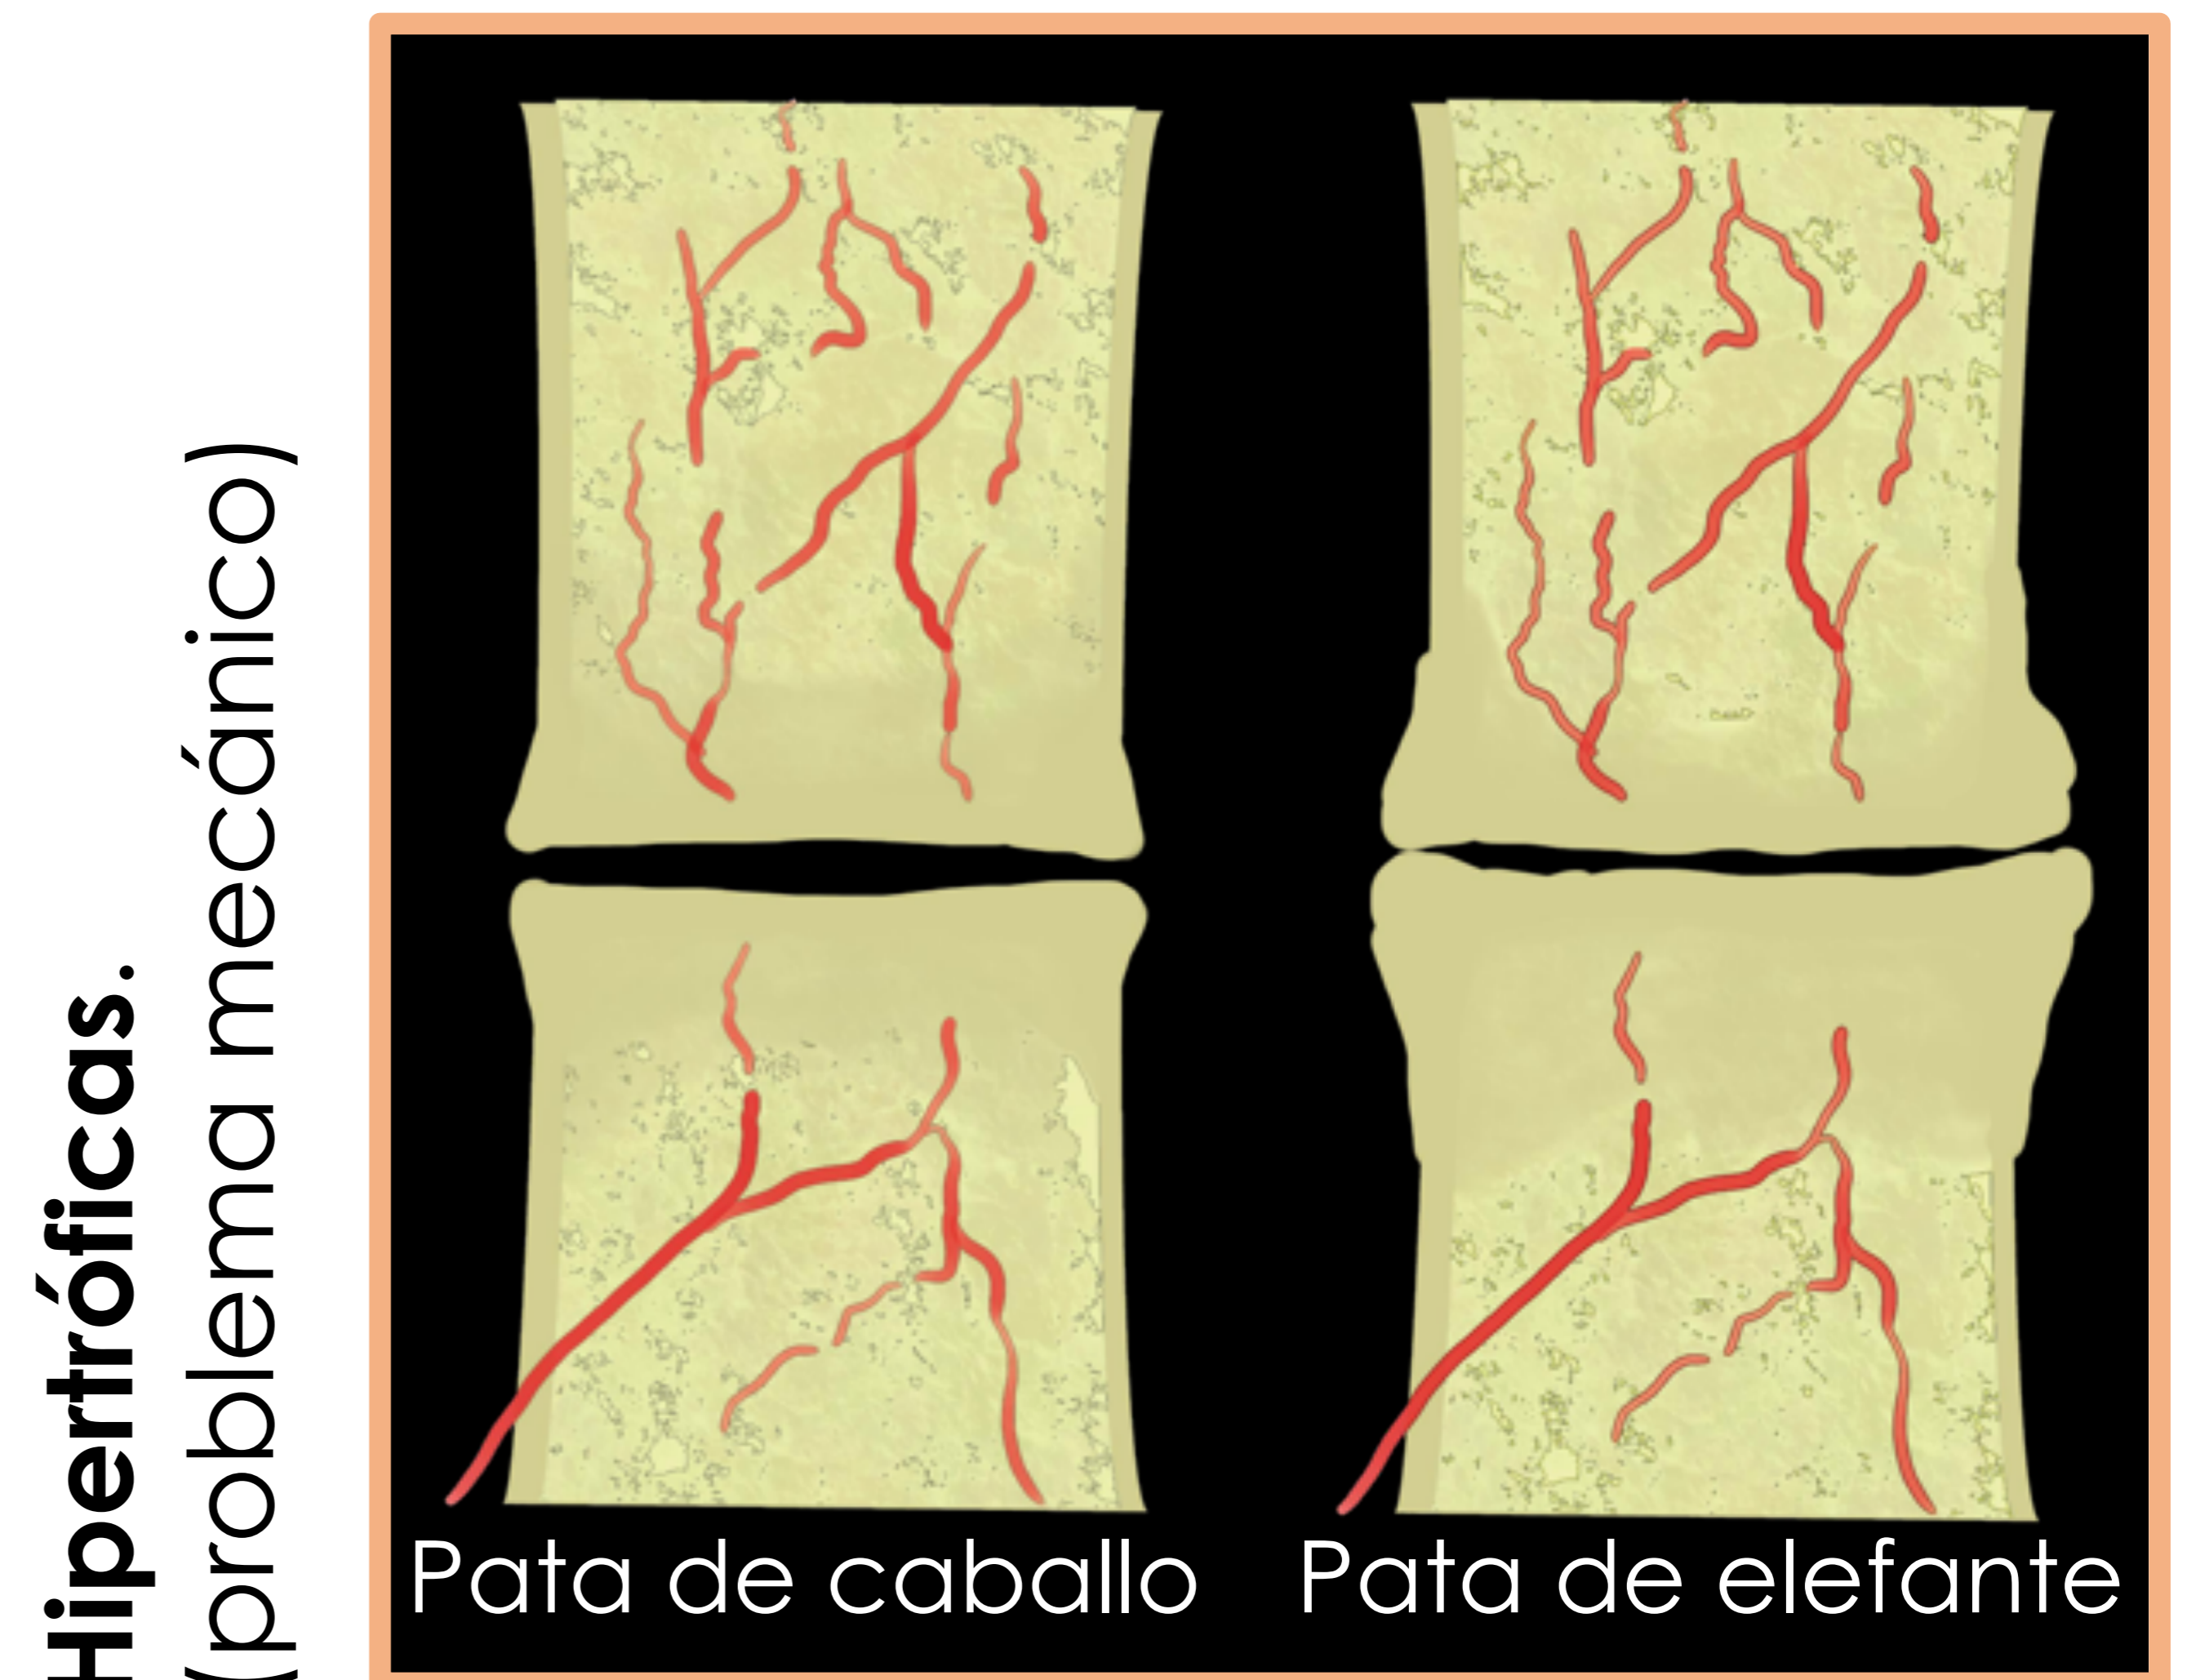 Hipertróficas.
(problema mecánico)
Pata de caballo
Pata de elefante